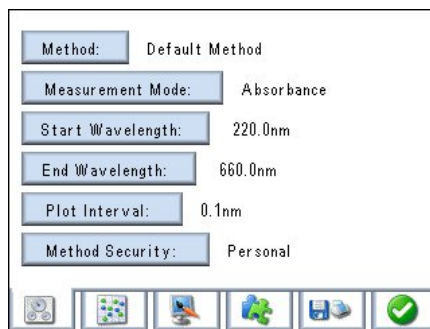 Method: Default Method
Measurement Mode: Absorbance
Start Wavelength: 220.0nm
End Wavelength: 660.0nm
Plot Interval: 0.1nm
Method Security: Personal